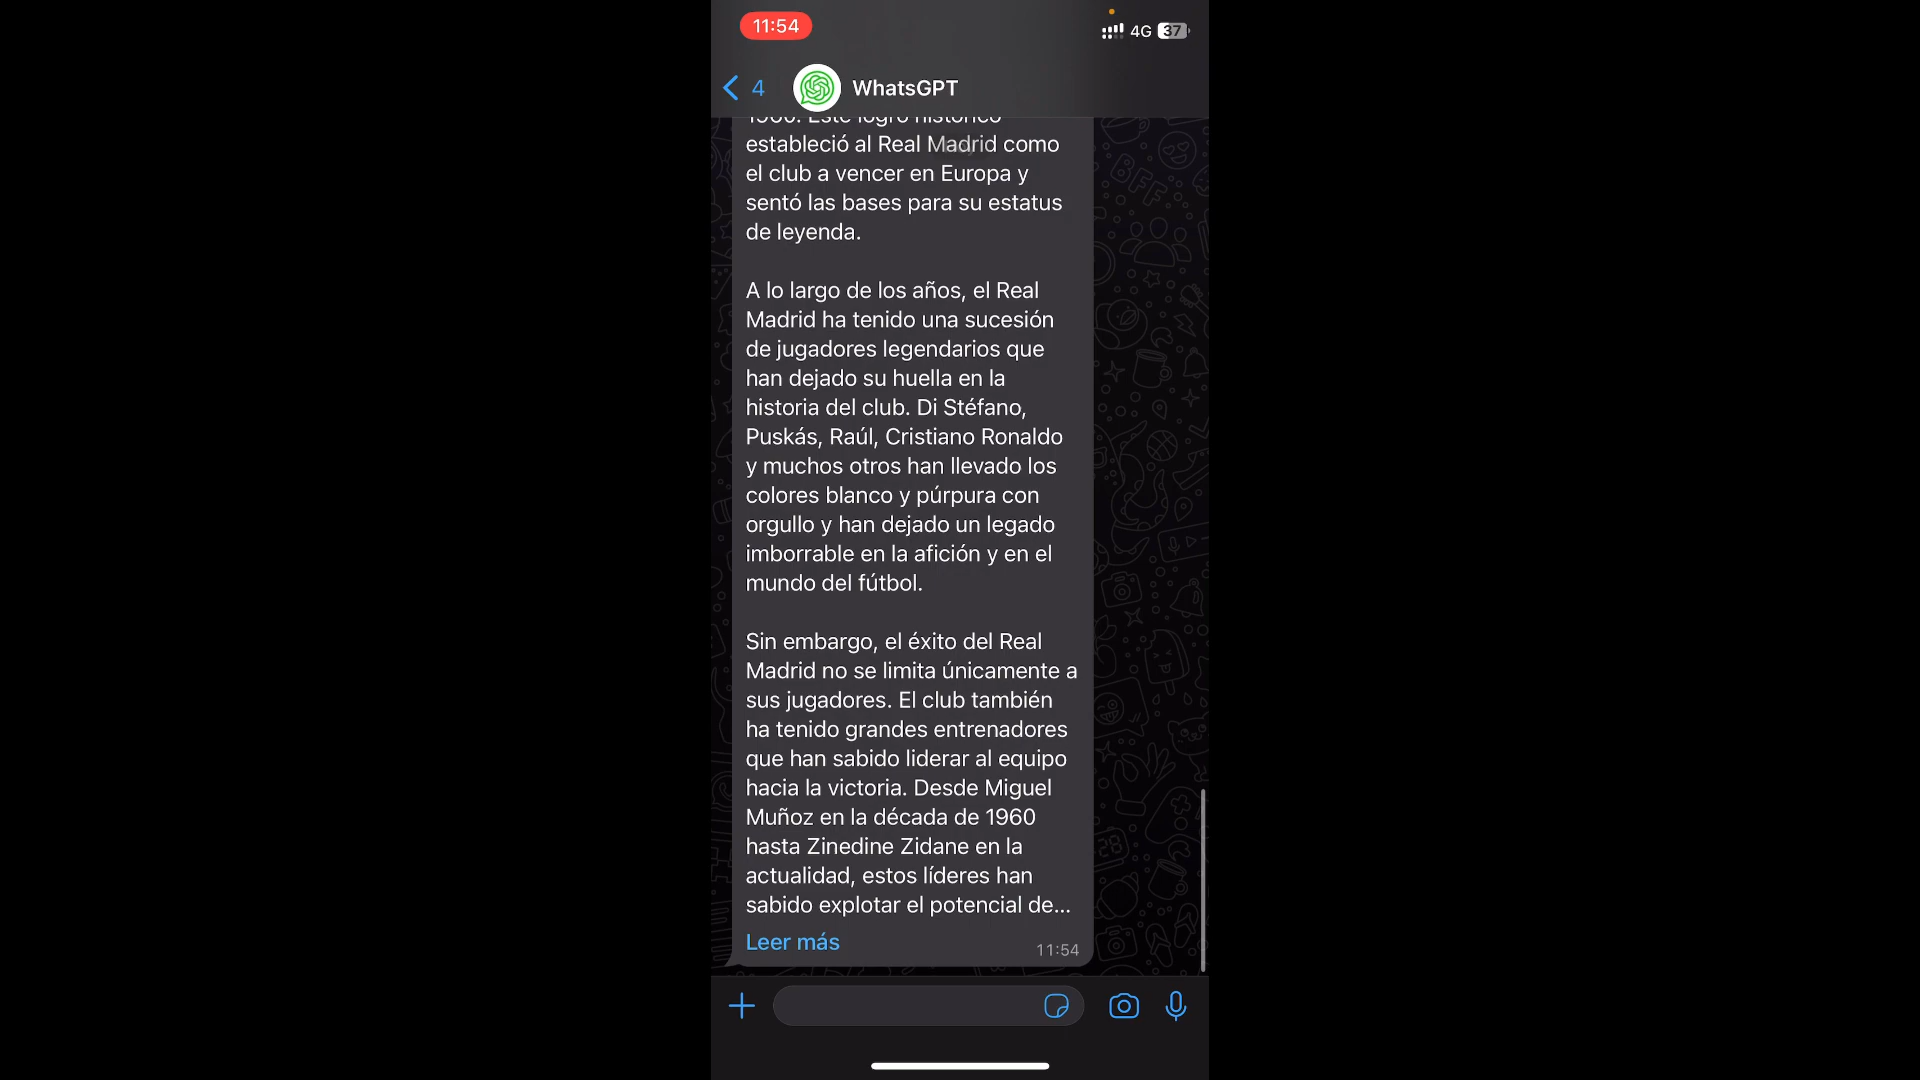 11:54
4G 37
4 WhatsGPT
1960. Este logro histórico
estableció al Real Madrid como
el club a vencer en Europa y
sentó las bases para su estatus
de leyenda.
A lo largo de los años, el Real
Madrid ha tenido una sucesión
de jugadores legendarios que
han dejado su huella en la
historia del club. Di Stéfano,
Puskás, Raúl, Cristiano Ronaldo
y muchos otros han llevado los
colores blanco y púrpura con
orgullo y han dejado un legado
imborrable en la afición y en el
mundo del fútbol.
Sin embargo, el éxito del Real
Madrid no se limita únicamente a
sus jugadores. El club también
ha tenido grandes entrenadores
que han sabido liderar al equipo
hacia la victoria. Desde Miguel
Muñoz en la década de 1960
hasta Zinedine Zidane en la
actualidad, estos líderes han
sabido explotar el potencial de...
Leer más
11:54